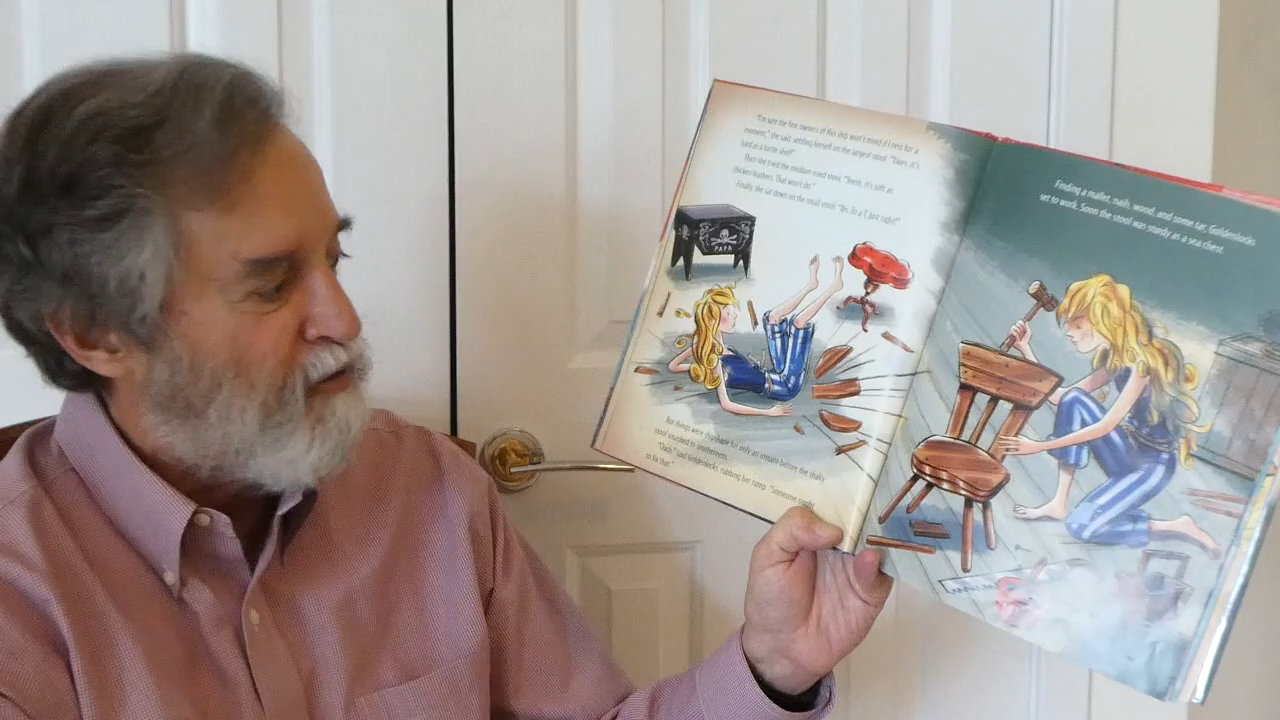 "I'm sure the fine owners of this ship won't mind if I rest for a
moment," she said, settling herself on the largest stool. "Yikes, it's
hard as a turtle shell!"
Then she tried the medium-sized stool. "Yeesh, it's soft as
chicken feathers. That won't do."
Finally, she sat down on the small stool. "Yes. To a T. Just right!"
PAPA
But things were shipshape for only an instant before the shaky
stool smashed to smithereens.
"Ouch," said Goldenlocks, rubbing her rump. "Someone ought
to fix that."
Finding a mallet, nails, wood, and some tar, Goldenlocks
set to work. Soon the stool was sturdy as a sea chest.